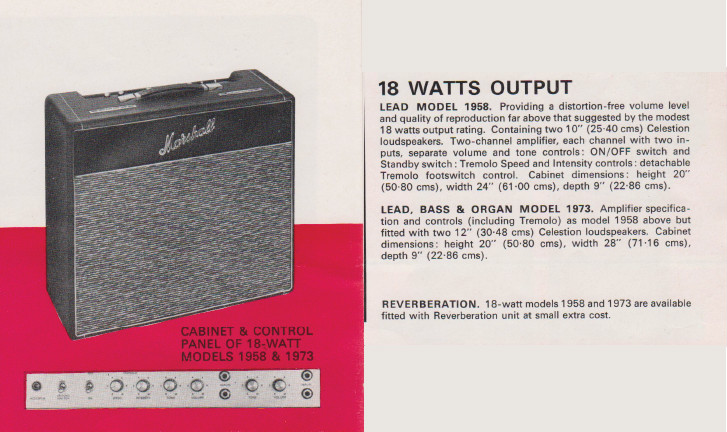 Marshall
CABINET & CONTROL
PANEL OF 18-WATT
MODELS 1958 & 1973
18 WATTS OUTPUT
LEAD MODEL 1958. Providing a distortion-free volume level
and quality of reproduction far above that suggested by the modest
18 watts output rating. Containing two 10" (25·40 cms) Celestion
loudspeakers. Two-channel amplifier, each channel with two in-
puts, separate volume and tone controls: ON/OFF switch and
Standby switch: Tremolo Speed and Intensity controls: detachable
Tremolo footswitch control. Cabinet dimensions: height 20"
(50·80 cms), width 24" (61·00 cms), depth 9" (22·86 cms).
LEAD, BASS & ORGAN MODEL 1973. Amplifier specifica-
tion and controls (including Tremolo) as model 1958 above but
fitted with two 12" (30·48 cms) Celestion loudspeakers. Cabinet
dimensions: height 20" (50·80 cms), width 28" (71·16 cms),
depth 9" (22·86 cms).
REVERBERATION. 18-watt models 1958 and 1973 are available
fitted with Reverberation unit at small extra cost.